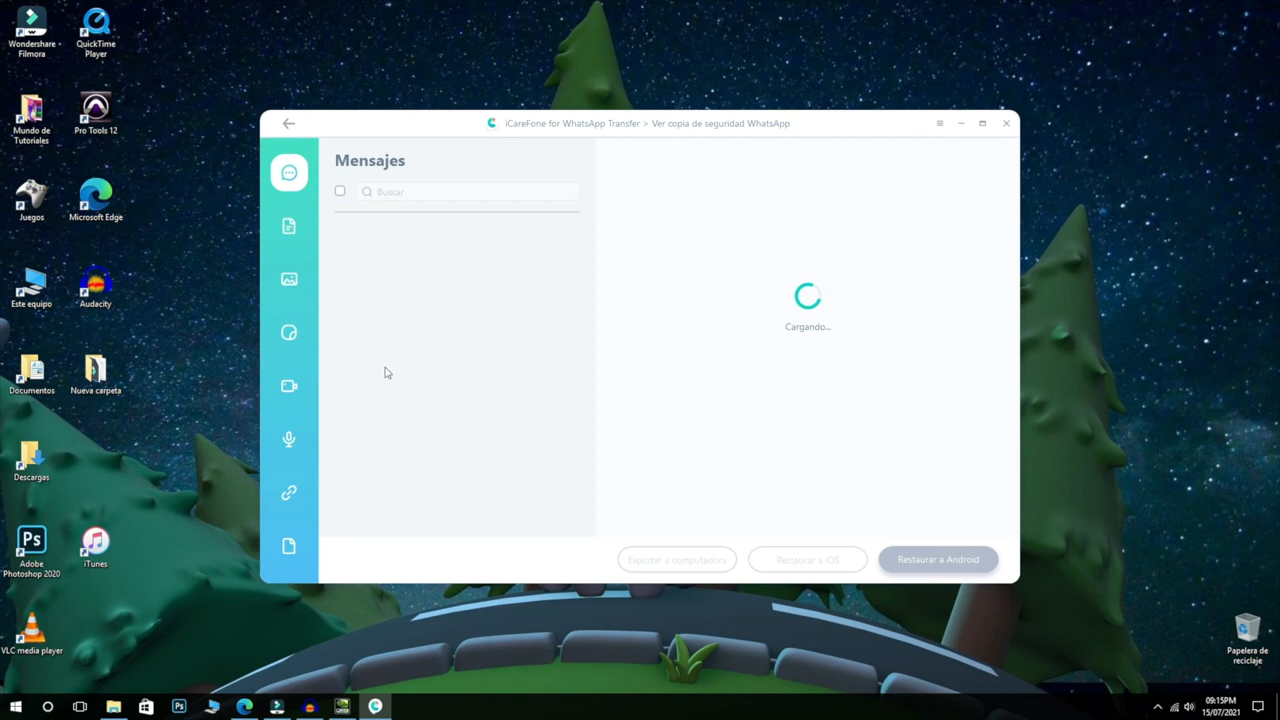 Wondershare
Filmora
QuickTime
Player
Mundo de
Tutoriales
Pro Tools 12
Juegos
Microsoft Edge
Este equipo
Audacity
Documentos
Nueva carpeta
Descargas
Ps
Adobe
Photoshop 2020
iTunes
VLC media player
iCareFone for WhatsApp Transfer > Ver copia de seguridad WhatsApp
Mensajes
Buscar
Cargando...
Exportar a computadora
Restaurar a iOS
Restaurar a Android
Papelera de
reciclaje
Ps
09:15PM
15/07/2021